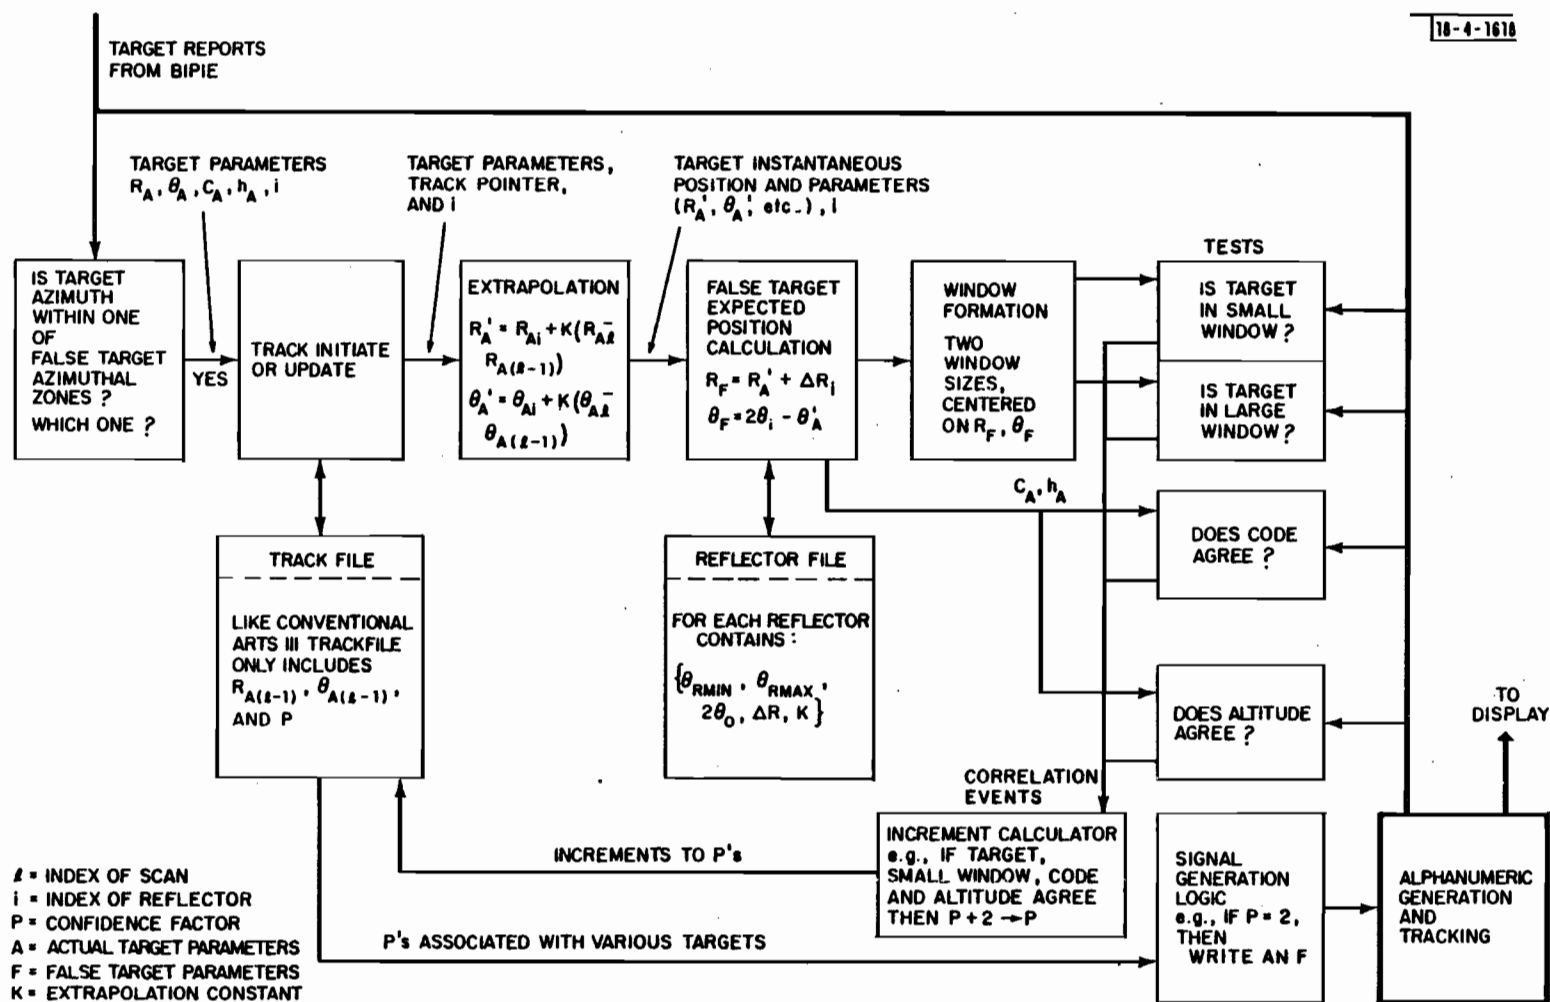 18-4-1618
TARGET REPORTS
FROM BIPIE
TARGET PARAMETERS
R_A, θ_A, C_A, h_A, i
TARGET PARAMETERS,
TRACK POINTER,
AND i
TARGET INSTANTANEOUS
POSITION AND PARAMETERS
(R_A', θ_A', etc.), i
IS TARGET
AZIMUTH
WITHIN ONE
OF
FALSE TARGET
AZIMUTHAL
ZONES ?
WHICH ONE ?
YES
TRACK INITIATE
OR UPDATE
EXTRAPOLATION
R_A' = R_Ai + K(R_Aℓ -
R_A(ℓ-1))
θ_A' = θ_Ai + K(θ_Aℓ -
θ_A(ℓ-1))
FALSE TARGET
EXPECTED
POSITION
CALCULATION
R_F = R_A' + ΔR_i
θ_F = 2θ_i - θ_A'
WINDOW
FORMATION
TWO
WINDOW
SIZES,
CENTERED
ON R_F, θ_F
TESTS
IS TARGET
IN SMALL
WINDOW ?
IS TARGET
IN LARGE
WINDOW ?
C_A, h_A
DOES CODE
AGREE ?
DOES ALTITUDE
AGREE ?
TRACK FILE
LIKE CONVENTIONAL
ARTS III TRACKFILE
ONLY INCLUDES
R_A(ℓ-1), θ_A(ℓ-1),
AND P
REFLECTOR FILE
FOR EACH REFLECTOR
CONTAINS :
{θ_RMIN, θ_RMAX,
2θ_0, ΔR, K}
TO
DISPLAY
CORRELATION
EVENTS
INCREMENT CALCULATOR
e.g., IF TARGET,
SMALL WINDOW, CODE
AND ALTITUDE AGREE
THEN P + 2 → P
INCREMENTS TO P's
SIGNAL
GENERATION
LOGIC
e.g., IF P = 2,
THEN
WRITE AN F
ALPHANUMERIC
GENERATION
AND
TRACKING
P's ASSOCIATED WITH VARIOUS TARGETS
ℓ = INDEX OF SCAN
i = INDEX OF REFLECTOR
P = CONFIDENCE FACTOR
A = ACTUAL TARGET PARAMETERS
F = FALSE TARGET PARAMETERS
K = EXTRAPOLATION CONSTANT